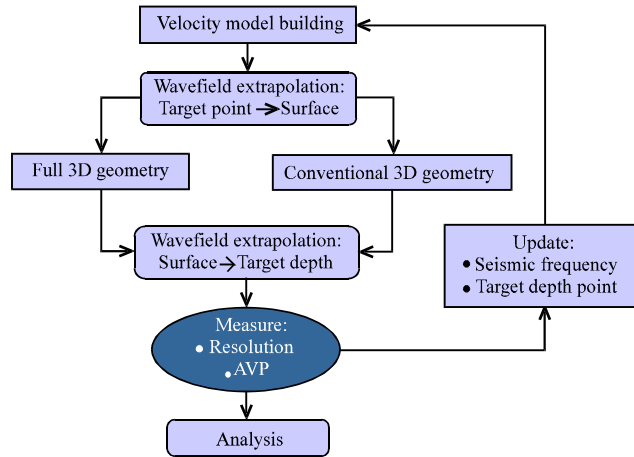 Velocity model building
Wavefield extrapolation:
Target point → Surface
Full 3D geometry
Conventional 3D geometry
Wavefield extrapolation:
Surface → Target depth
Update:
• Seismic frequency
• Target depth point
Measure:
• Resolution
• AVP
Analysis